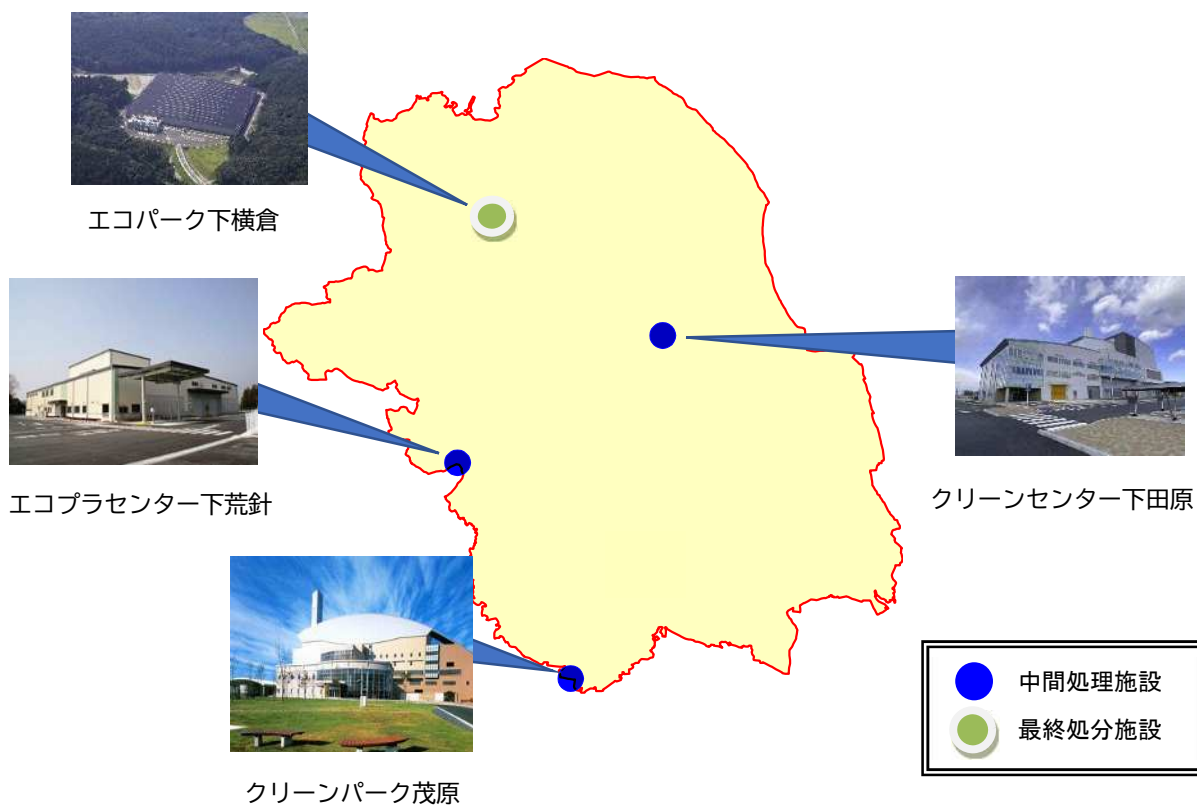 エコパーク下横倉
エコプラセンター下荒針
クリーンセンター下田原
クリーンパーク茂原
中間処理施設
最終処分施設